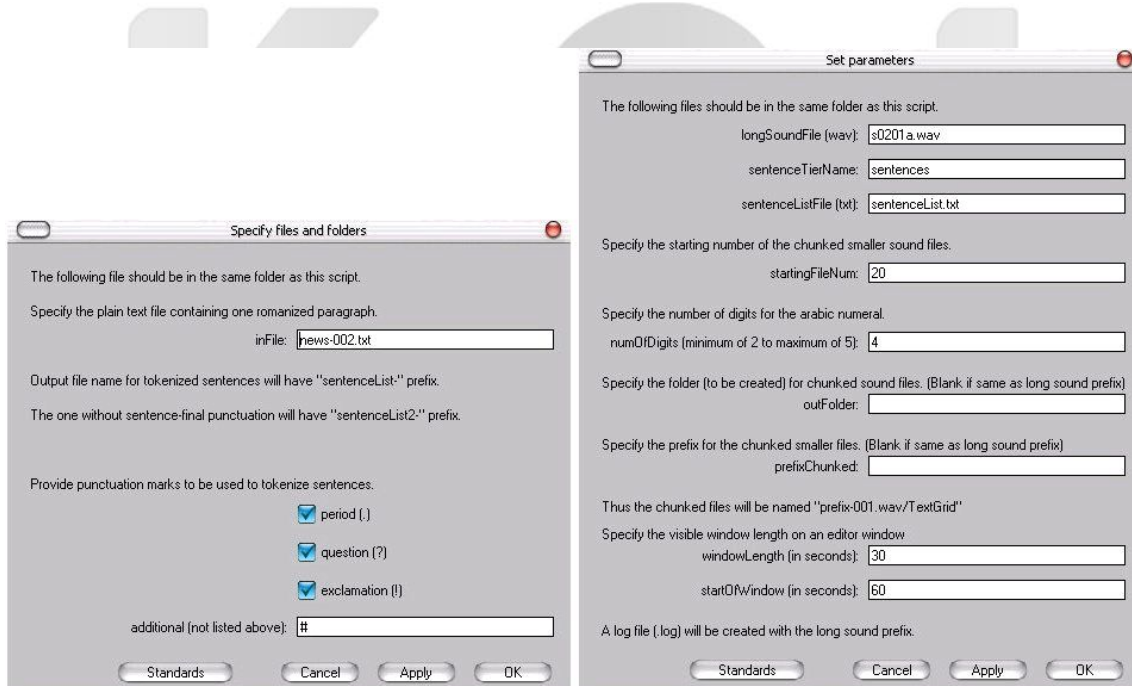 Specify files and folders
The following file should be in the same folder as this script.
Specify the plain text file containing one romanized paragraph.
inFile: news-002.txt
Output file name for tokenized sentences will have "sentenceList-" prefix.
The one without sentence-final punctuation will have "sentenceList2-" prefix.
Provide punctuation marks to be used to tokenize sentences.
period (.)
question (?)
exclamation (!)
additional (not listed above): #
Standards Cancel Apply OK
Set parameters
The following files should be in the same folder as this script.
longSoundFile (wav): s0201a.wav
sentenceTierName: sentences
sentenceListFile (txt): sentenceList.txt
Specify the starting number of the chunked smaller sound files.
startingFileNum: 20
Specify the number of digits for the arabic numeral.
numOfDigits (minimum of 2 to maximum of 5): 4
Specify the folder (to be created) for chunked sound files. (Blank if same as long sound prefix)
outFolder:
Specify the prefix for the chunked smaller files. (Blank if same as long sound prefix)
prefixChunked:
Thus the chunked files will be named "prefix-001.wav/TextGrid"
Specify the visible window length on an editor window
windowLength (in seconds): 30
startOfWindow (in seconds): 60
A log file (.log) will be created with the long sound prefix.
Standards Cancel Apply OK